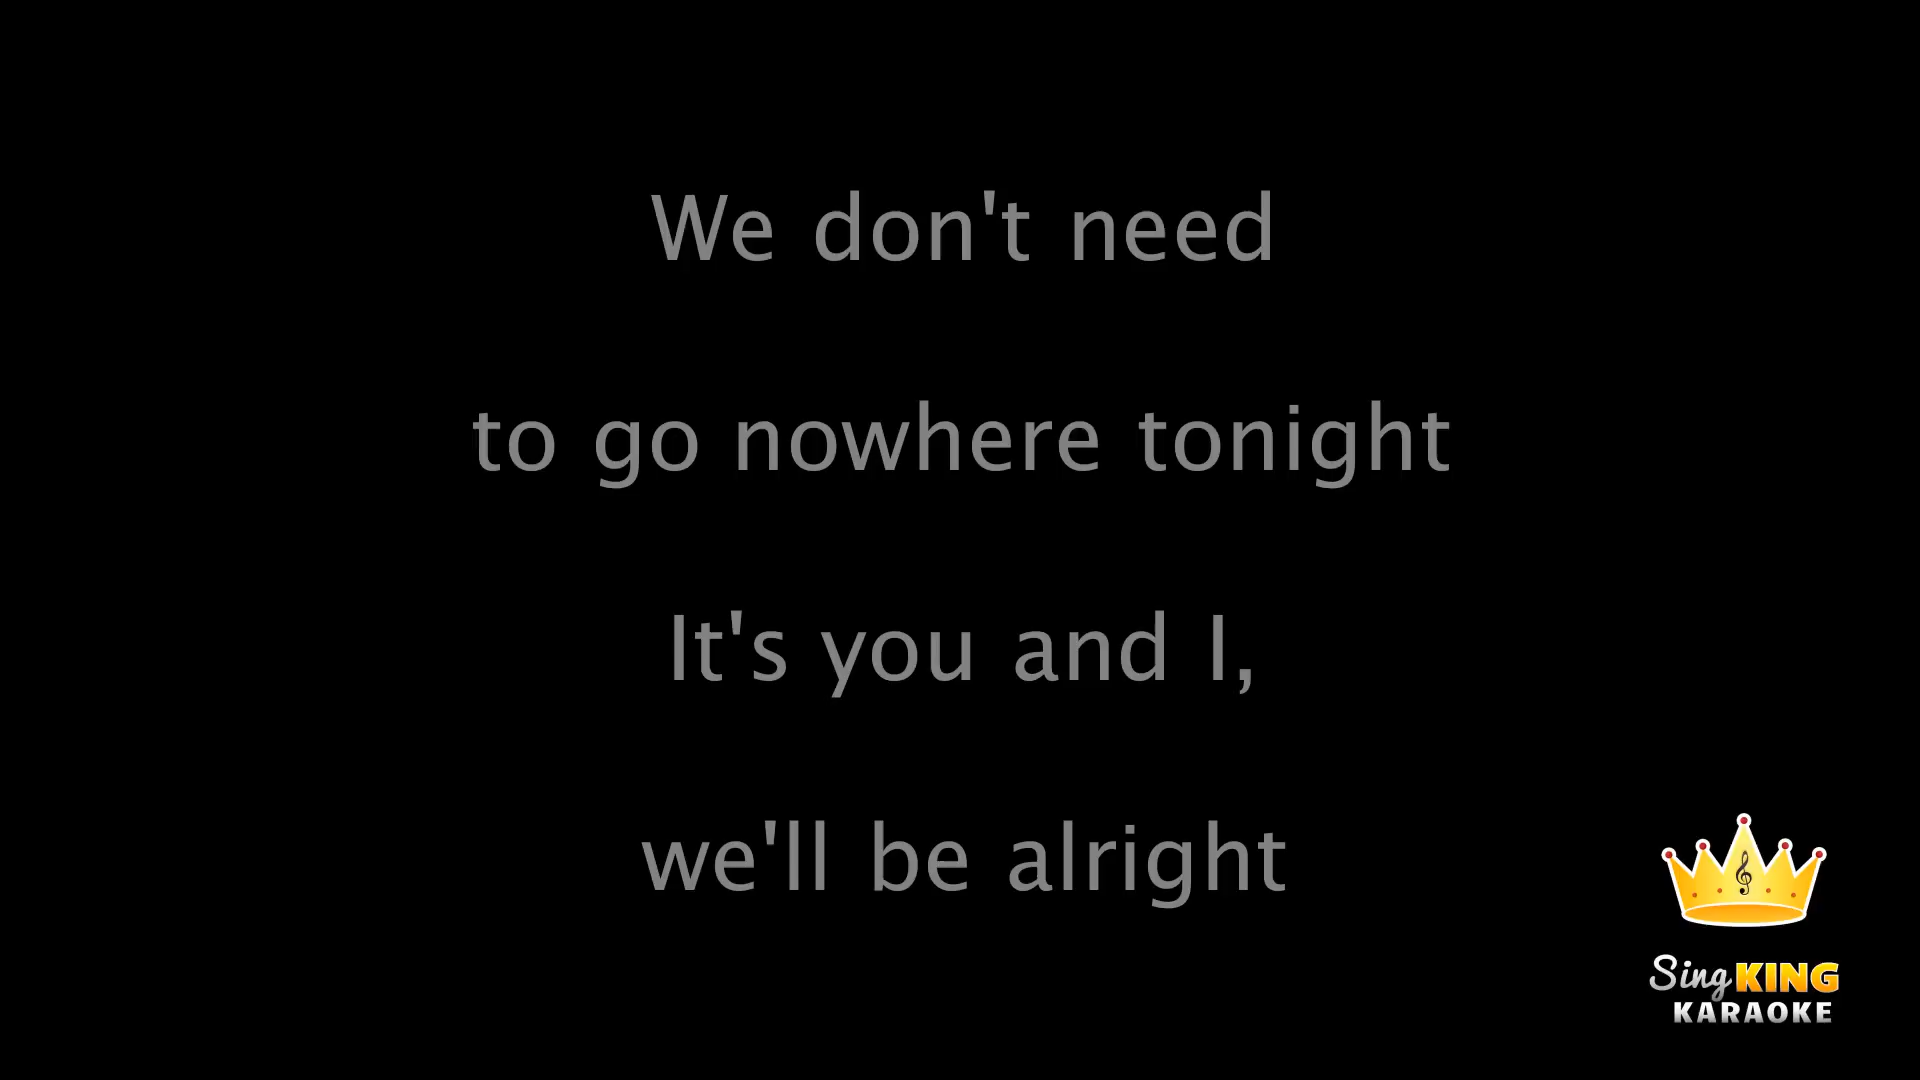 We don't need
to go nowhere tonight
It's you and I,
we'll be alright
Sing KING
KARAOKE